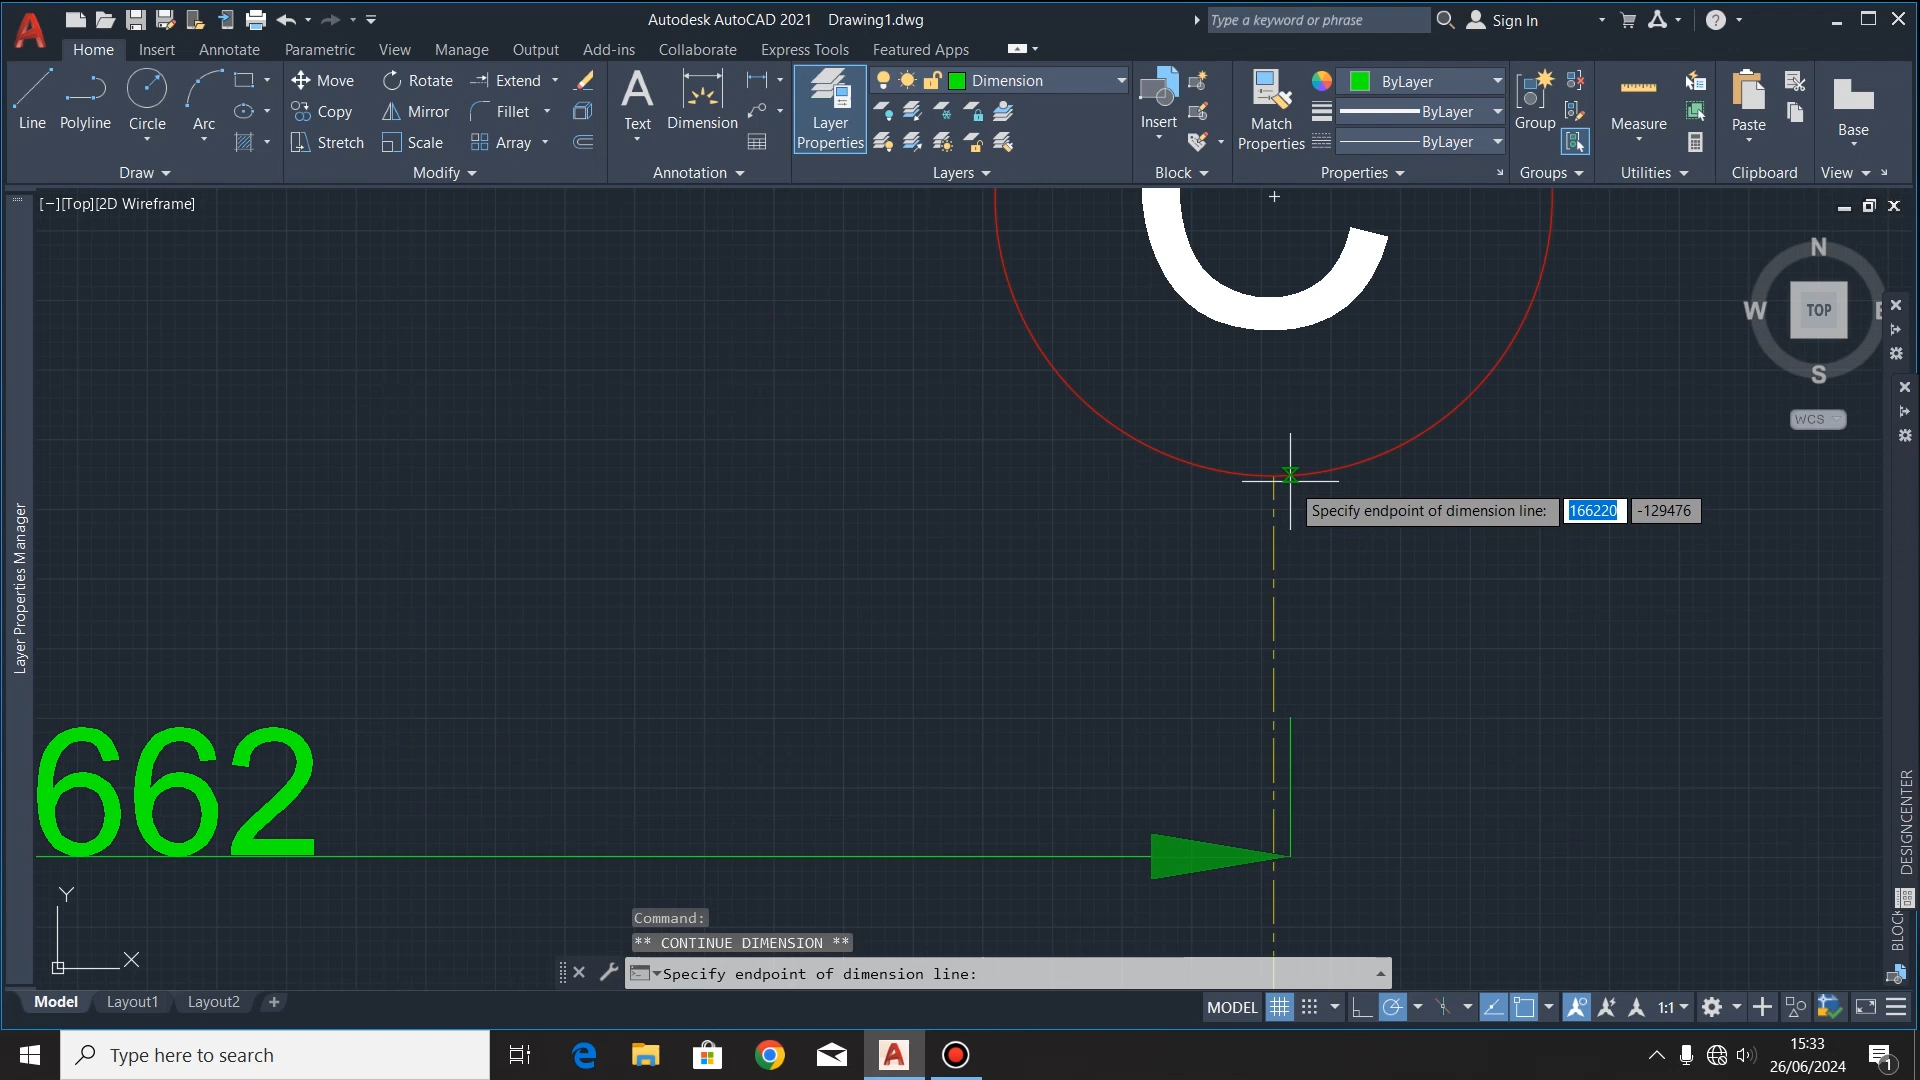 Autodesk AutoCAD 2021 Drawing1.dwg
Type a keyword or phrase
Sign In
Home Insert Annotate Parametric View Manage Output Add-ins Collaborate Express Tools Featured Apps
Line Polyline Circle Arc
Move Rotate Extend
Copy Mirror Fillet
Stretch Scale Array
Text Dimension
Layer Properties
Dimension
Insert
Match Properties
ByLayer
ByLayer
ByLayer
Group
Measure
Paste
Base
Draw Modify Annotation Layers Block Properties Groups Utilities Clipboard View
[−][Top][2D Wireframe]
C
N
W TOP E
S
WCS
Specify endpoint of dimension line: 166220 -129476
Layer Properties Manager
DESIGNCENTER
BLOCK
662
Y
X
Command:
** CONTINUE DIMENSION **
Specify endpoint of dimension line:
Model Layout1 Layout2 +
MODEL 1:1
Type here to search
15:33
26/06/2024
1